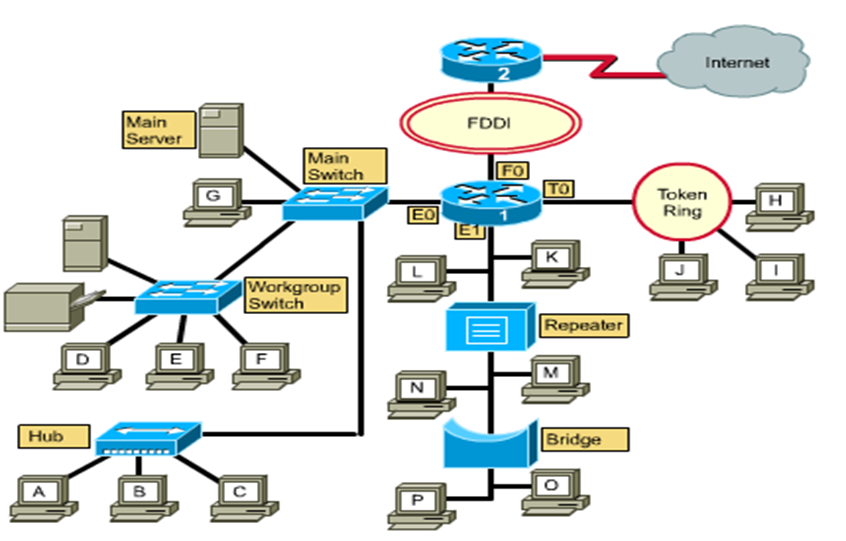 2
Internet
FDDI
Main
Server
Main
Switch
F0
T0
G
E0
1
E1
Token
Ring
H
L
K
J
I
Workgroup
Switch
Repeater
D
E
F
N
M
Hub
Bridge
A
B
C
P
O